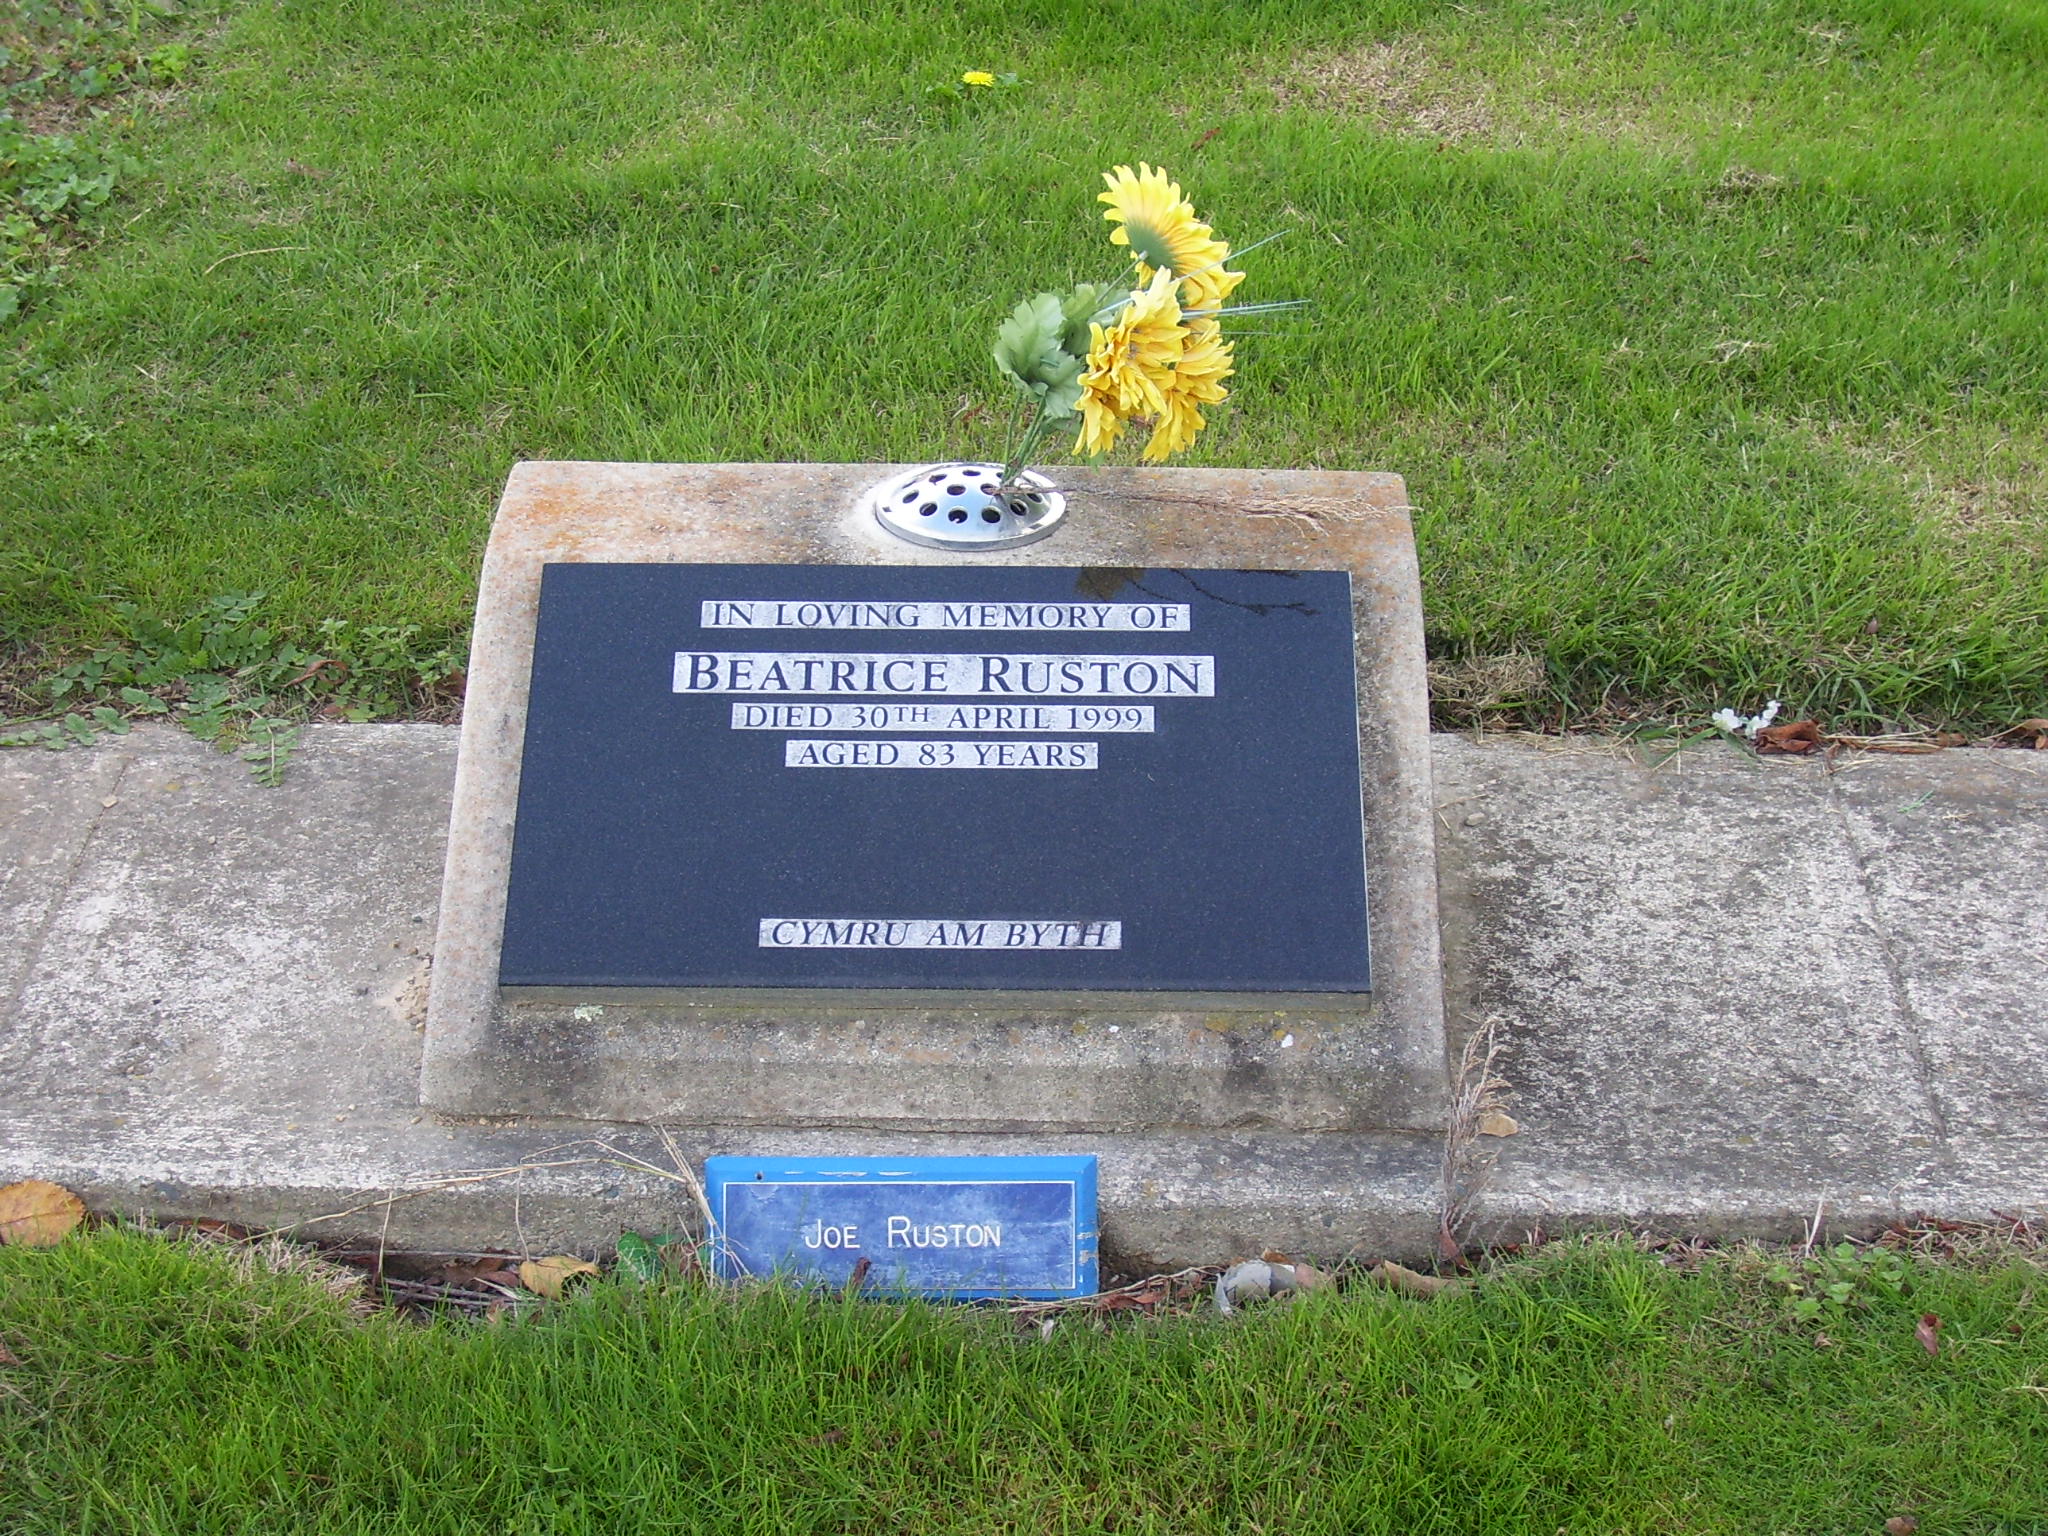 IN LOVING MEMORY OF
BEATRICE RUSTON
DIED 30TH APRIL 1999
AGED 83 YEARS
CYMRU AM BYTH
JOE RUSTON